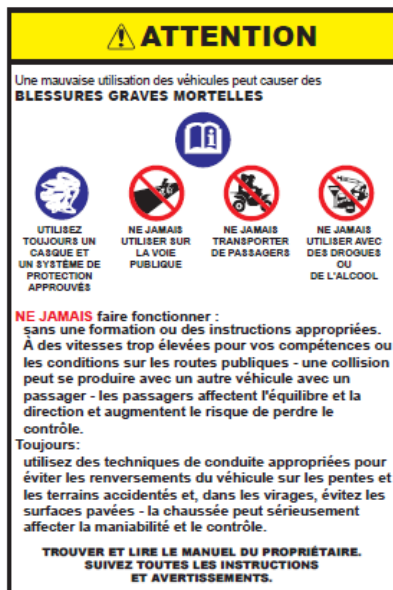 ATTENTION
Une mauvaise utilisation des véhicules peut causer des
BLESSURES GRAVES MORTELLES
UTILISEZ
TOUJOURS UN
CASQUE ET
UN SYSTÈME DE
PROTECTION
APPROUVÉS
NE JAMAIS
UTILISER SUR
LA VOIE
PUBLIQUE
NE JAMAIS
TRANSPORTER
DE PASSAGERS
NE JAMAIS
UTILISER AVEC
DES DROGUES
OU
DE L'ALCOOL
NE JAMAIS faire fonctionner :
sans une formation ou des instructions appropriées.
À des vitesses trop élevées pour vos compétences ou
les conditions sur les routes publiques - une collision
peut se produire avec un autre véhicule avec un
passager - les passagers affectent l'équilibre et la
direction et augmentent le risque de perdre le
contrôle.
Toujours:
utilisez des techniques de conduite appropriées pour
éviter les renversements du véhicule sur les pentes et
les terrains accidentés et, dans les virages, évitez les
surfaces pavées - la chaussée peut sérieusement
affecter la maniabilité et le contrôle.
TROUVER ET LIRE LE MANUEL DU PROPRIÉTAIRE.
SUIVEZ TOUTES LES INSTRUCTIONS
ET AVERTISSEMENTS.